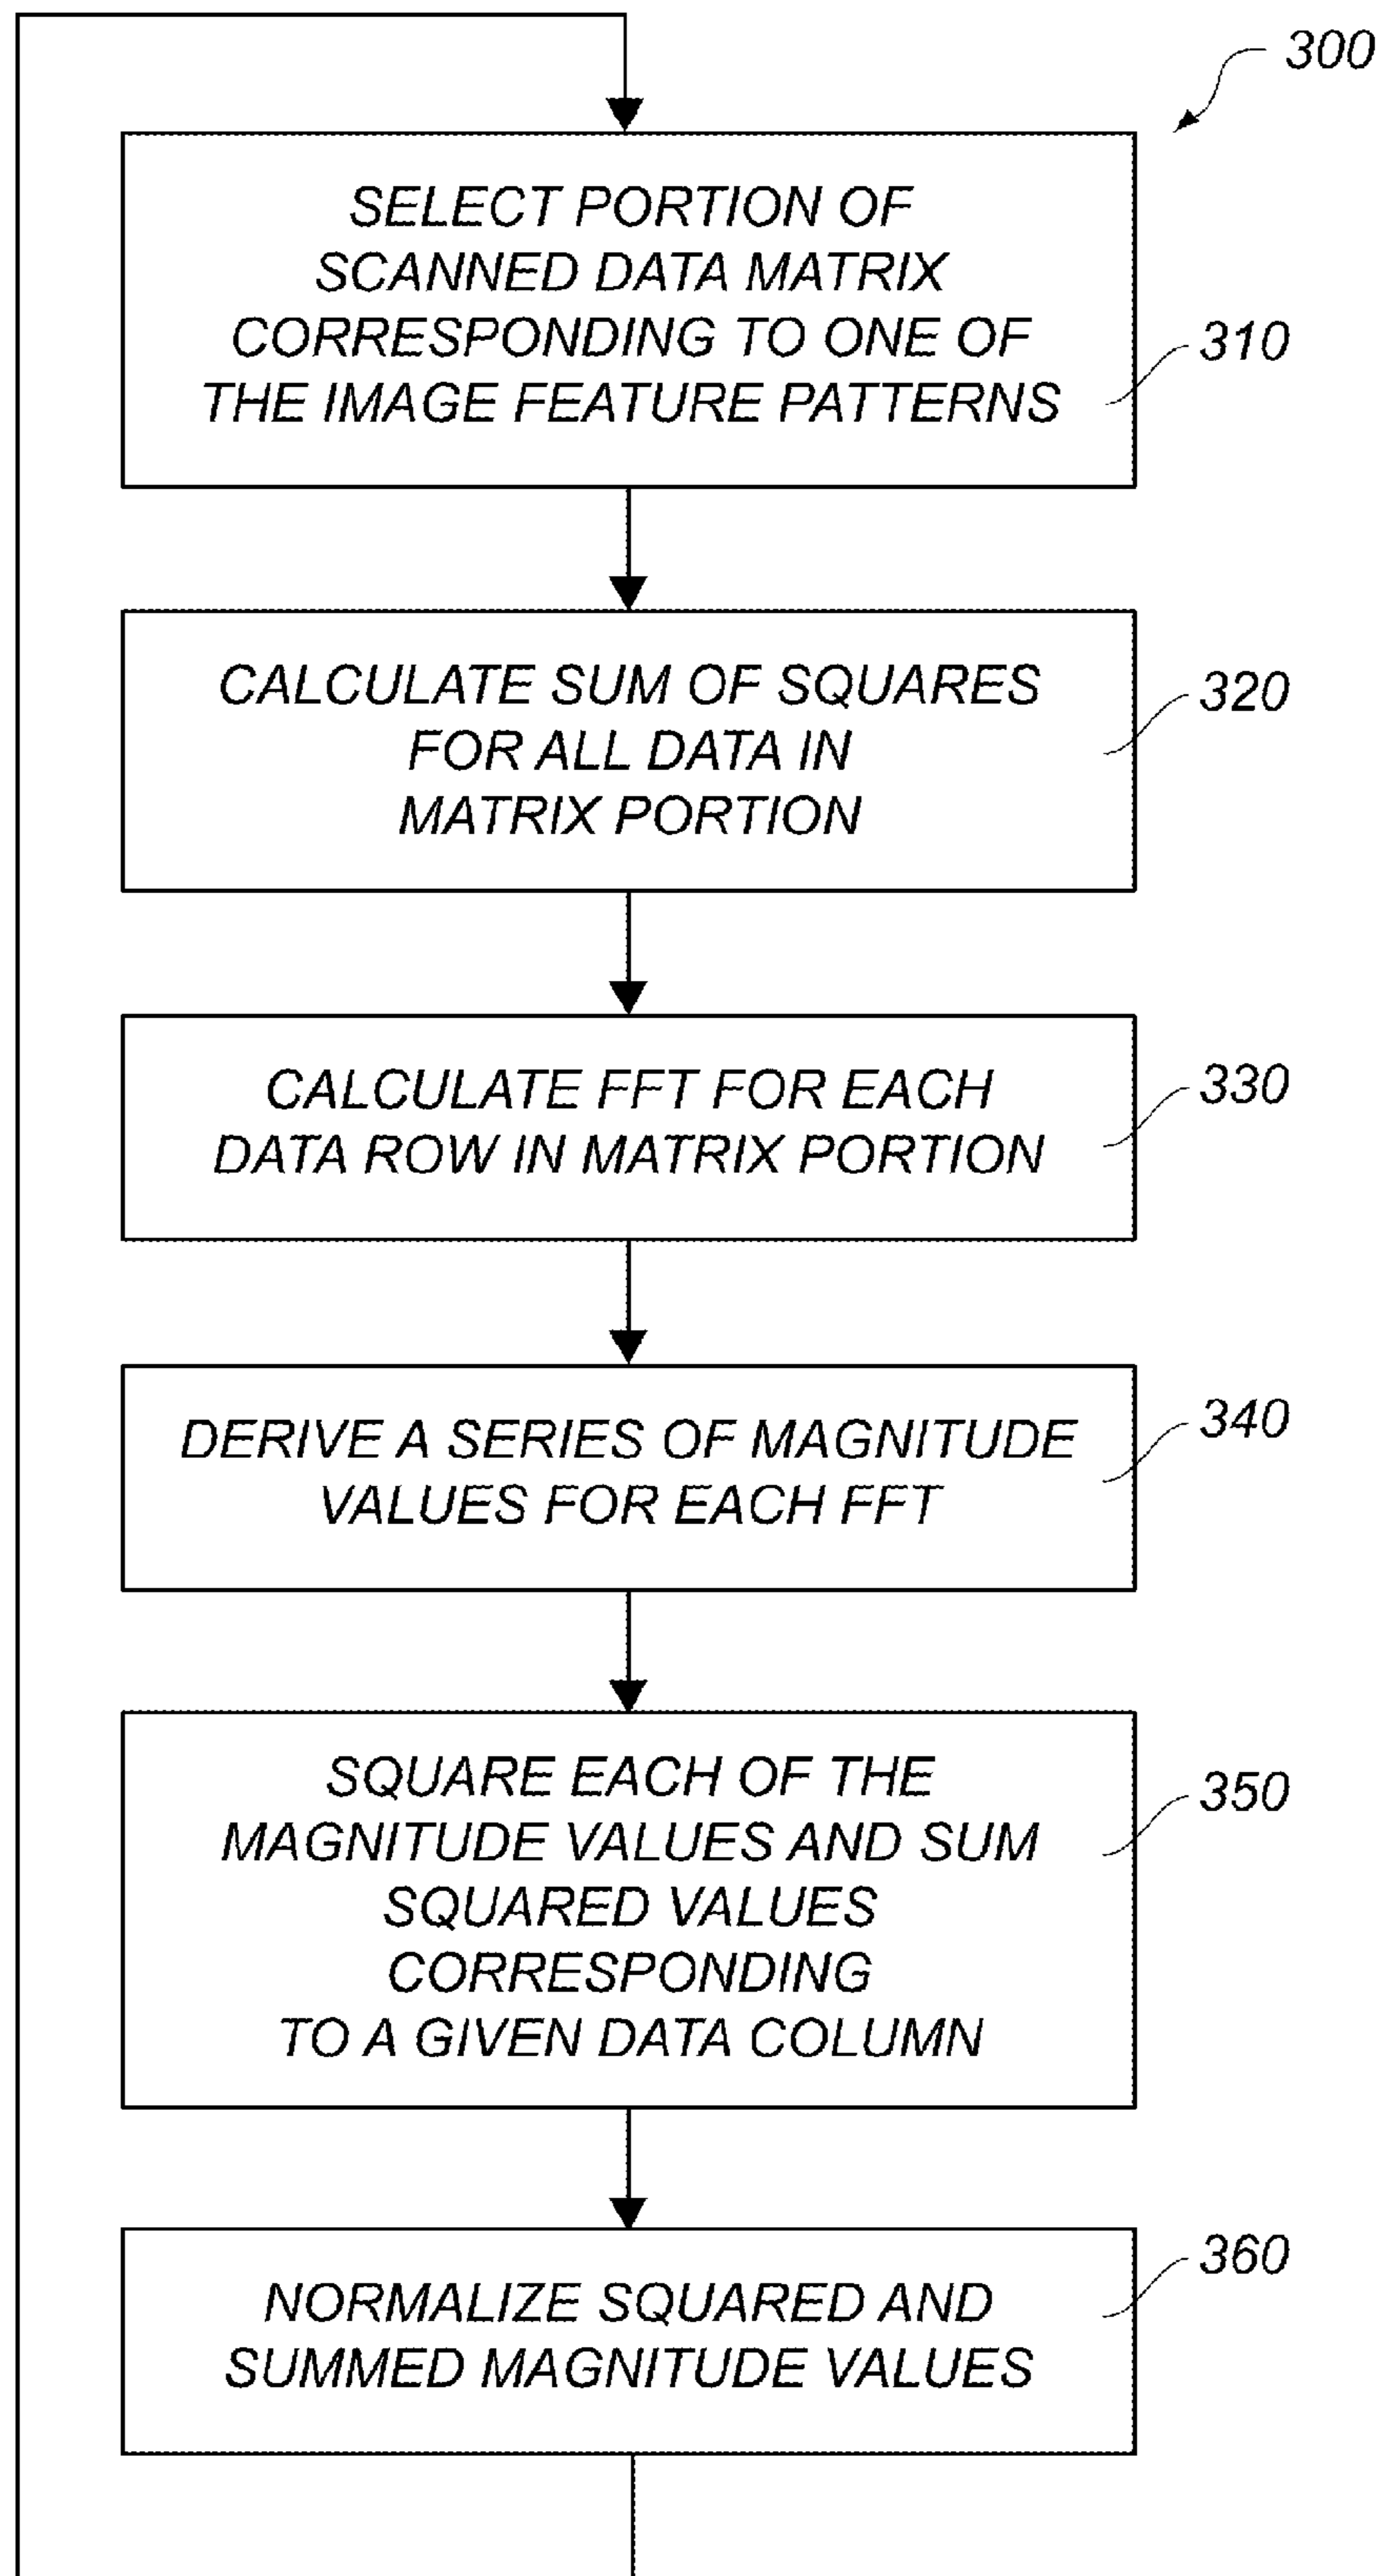 300
SELECT PORTION OF
SCANNED DATA MATRIX
CORRESPONDING TO ONE OF
THE IMAGE FEATURE PATTERNS
310
CALCULATE SUM OF SQUARES
FOR ALL DATA IN
MATRIX PORTION
320
CALCULATE FFT FOR EACH
DATA ROW IN MATRIX PORTION
330
DERIVE A SERIES OF MAGNITUDE
VALUES FOR EACH FFT
340
SQUARE EACH OF THE
MAGNITUDE VALUES AND SUM
SQUARED VALUES
CORRESPONDING
TO A GIVEN DATA COLUMN
350
NORMALIZE SQUARED AND
SUMMED MAGNITUDE VALUES
360